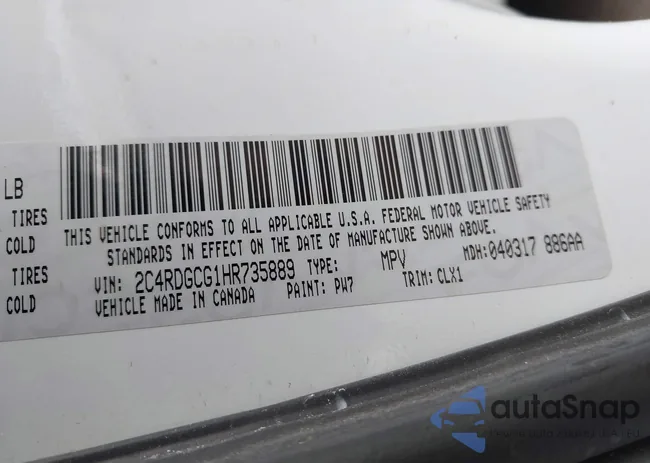 LB
TIRES
COLD
TIRES
COLD
THIS VEHICLE CONFORMS TO ALL APPLICABLE U.S.A. FEDERAL MOTOR VEHICLE SAFETY
STANDARDS IN EFFECT ON THE DATE OF MANUFACTURE SHOWN ABOVE.
VIN: 2C4RDGCG1HR735889 TYPE: MPV MDH:040317 886AA
VEHICLE MADE IN CANADA PAINT: PW7 TRIM: CLX1
autaSnap